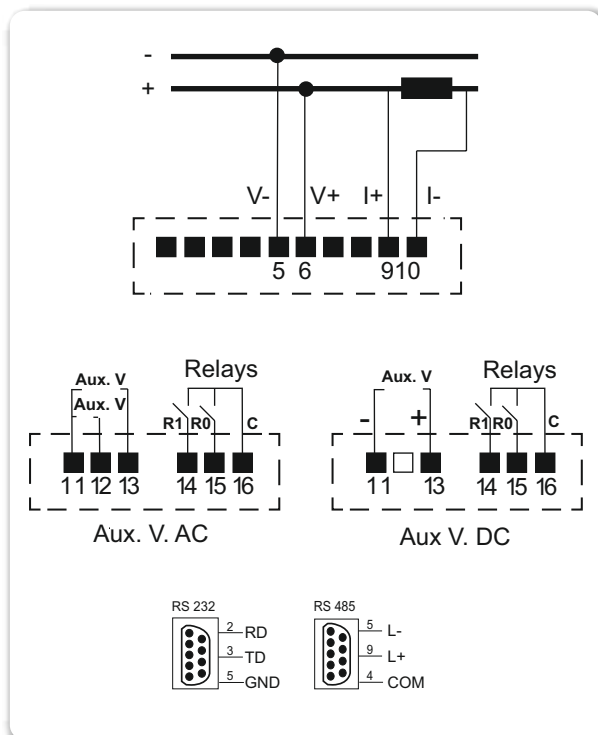 -
+
V- V+ I+ I-
5 6 910
Aux. V
Aux. V
Relays
R1 R0 C
11 12 13 14 15 16
Aux. V. AC
Aux. V
Relays
- +
R1 R0 C
11 13 14 15 16
Aux V. DC
RS 232
2 RD
3 TD
5 GND
RS 485
5 L-
9 L+
4 COM